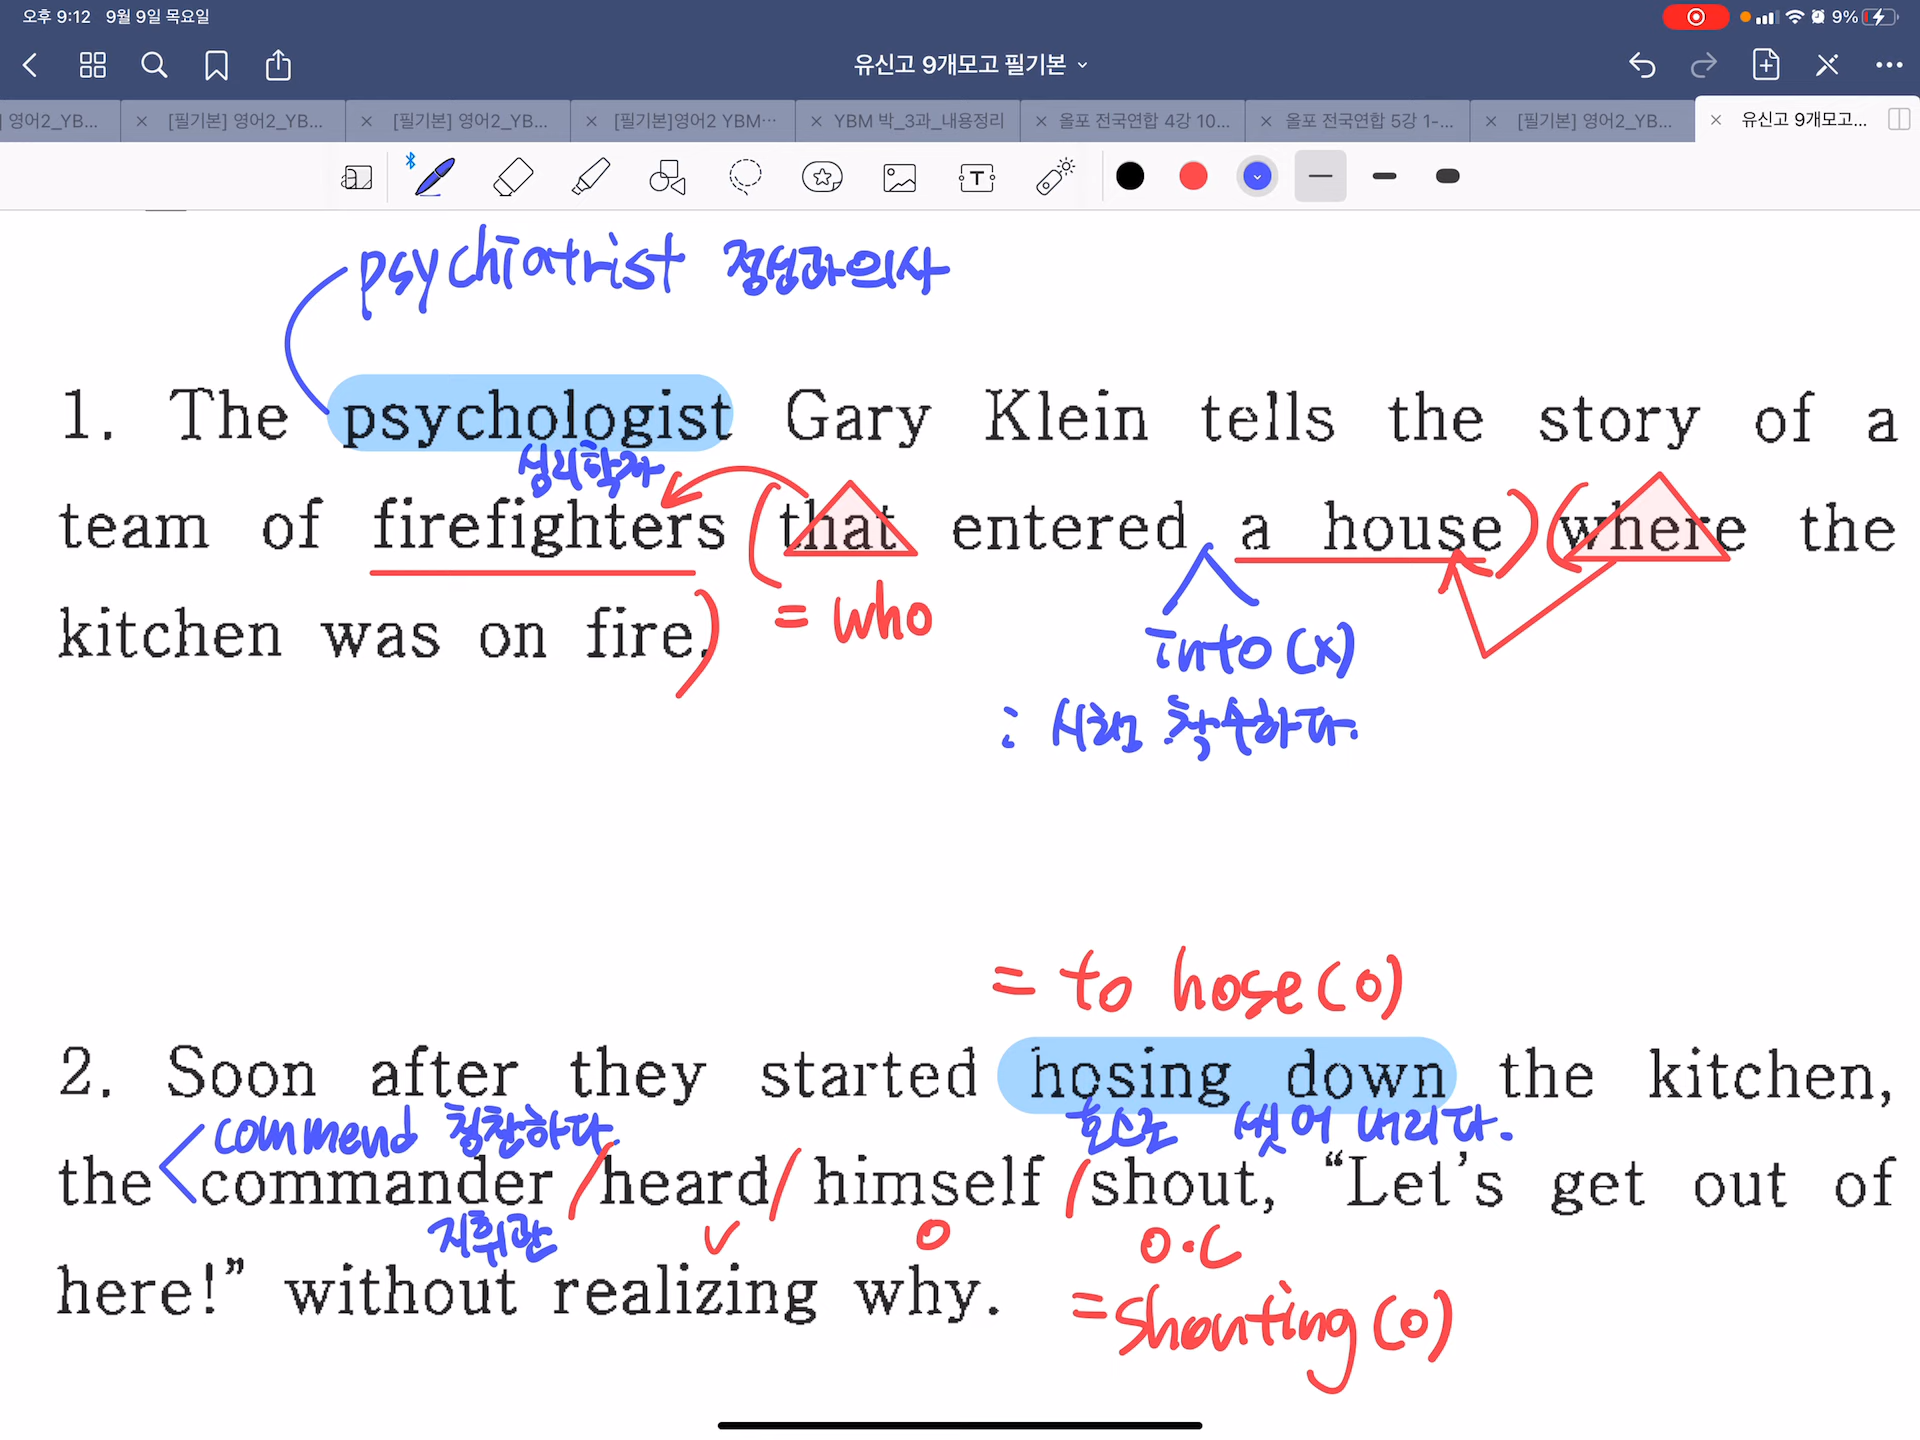 오후 9:12 9월 9일 목요일
9%
유신고 9개모고 필기본
영어2_YB...
[필기본] 영어2_YB...
[필기본] 영어2_YB...
[필기본]영어2 YBM...
YBM 박_3과_내용정리
올포 전국연합 4강 10...
올포 전국연합 5강 1-...
[필기본] 영어2_YB...
유신고 9개모고...
psychiatrist 정성과의사
1. The psychologist Gary Klein tells the story of a
심리학자
team of firefighters (that entered a house) (where the
kitchen was on fire.)
= who
into (x)
: 시험 착수하다.
= to hose (o)
2. Soon after they started hosing down the kitchen,
commend 칭찬하다.
호스로 씻어 내리다.
the commander / heard / himself / shout, “Let's get out of
지휘관
v o o.c
here!” without realizing why.
= shouting (o)